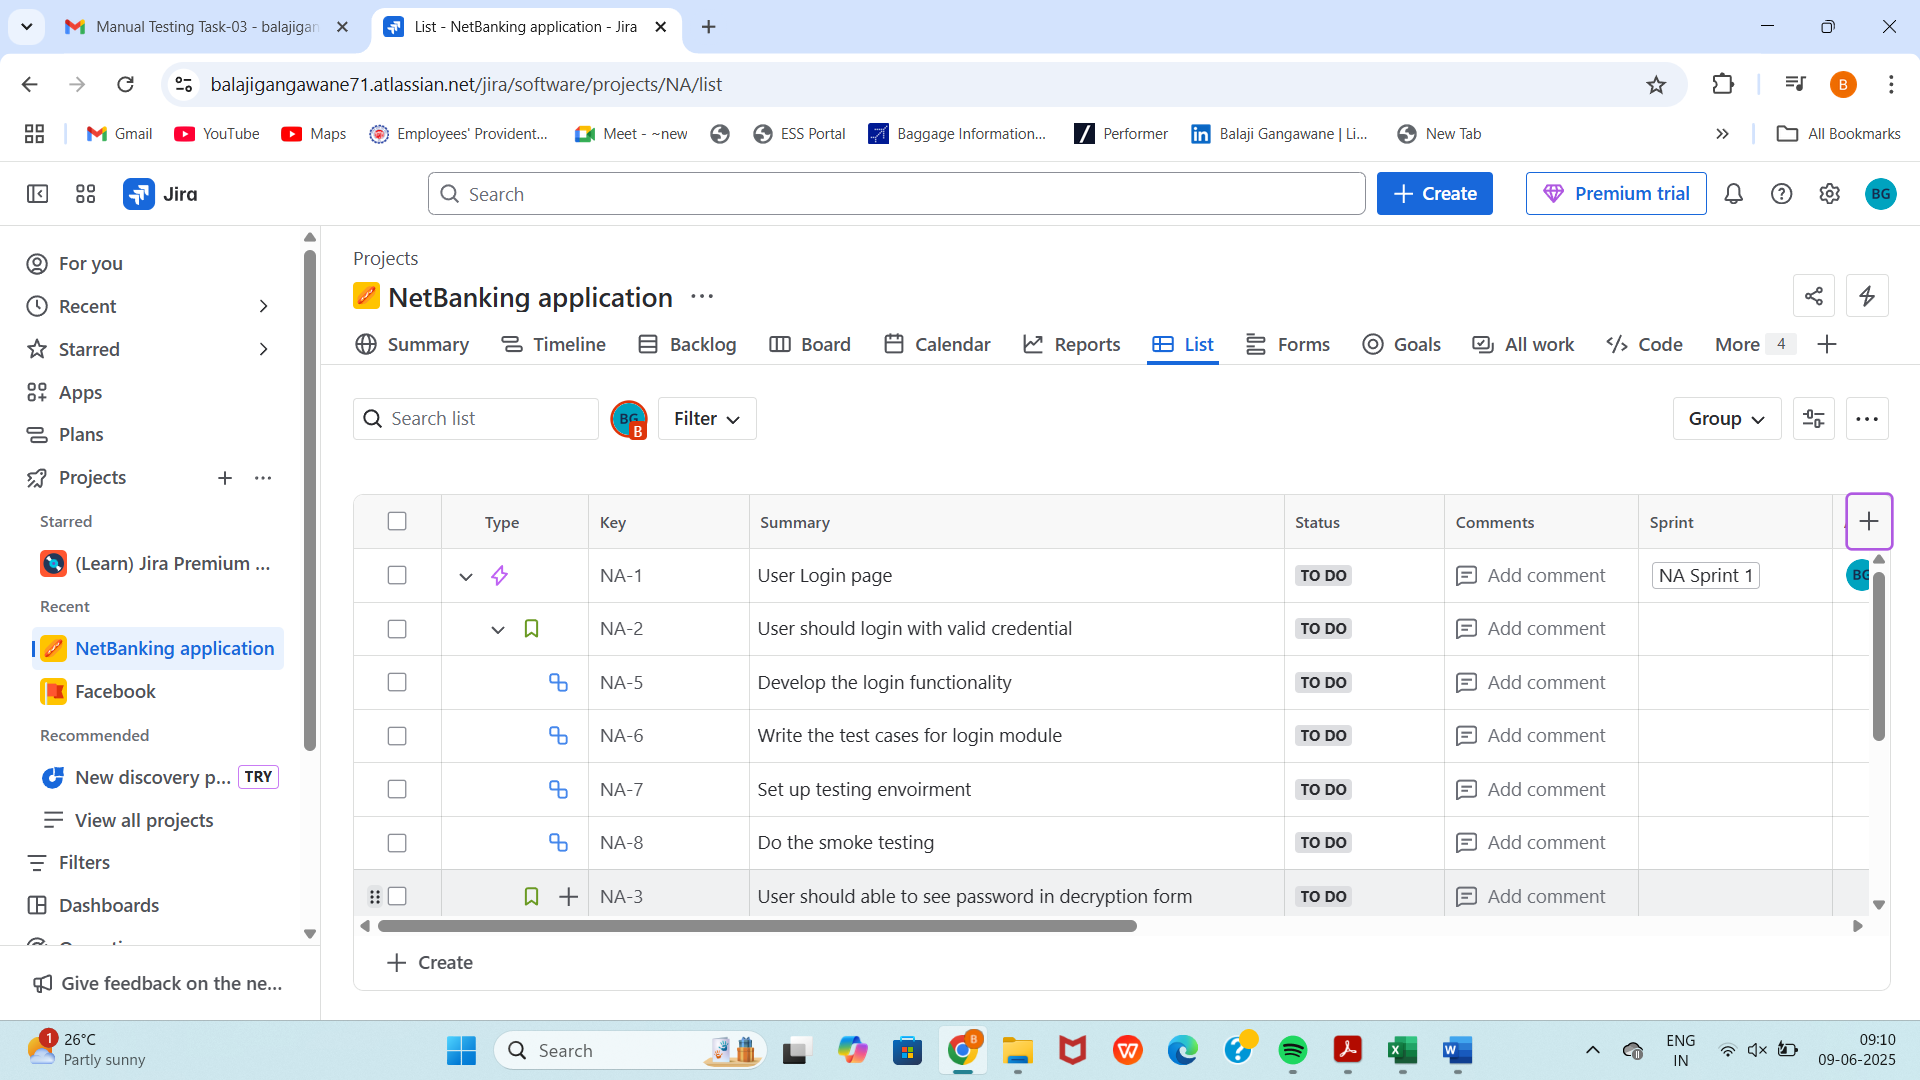 Manual Testing Task-03 - balajigan
List - NetBanking application - Jira
balajigangawane71.atlassian.net/jira/software/projects/NA/list
B
Gmail
YouTube
Maps
Employees' Provident...
Meet - ~new
ESS Portal
Baggage Information...
Performer
Balaji Gangawane | Li...
New Tab
All Bookmarks
Jira
Search
Create
Premium trial
BG
For you
Recent
Starred
Apps
Plans
Projects
Starred
(Learn) Jira Premium ...
Recent
NetBanking application
Facebook
Recommended
New discovery p... TRY
View all projects
Filters
Dashboards
Give feedback on the ne...
Projects
NetBanking application
Summary
Timeline
Backlog
Board
Calendar
Reports
List
Forms
Goals
All work
Code
More 4
Search list
BG
B
Filter
Group
Type Key Summary Status Comments Sprint
NA-1 User Login page TO DO Add comment NA Sprint 1 BG
NA-2 User should login with valid credential TO DO Add comment
NA-5 Develop the login functionality TO DO Add comment
NA-6 Write the test cases for login module TO DO Add comment
NA-7 Set up testing envoirment TO DO Add comment
NA-8 Do the smoke testing TO DO Add comment
NA-3 User should able to see password in decryption form TO DO Add comment
Create
1
26°C
Partly sunny
Search
B
ENG
IN
09:10
09-06-2025